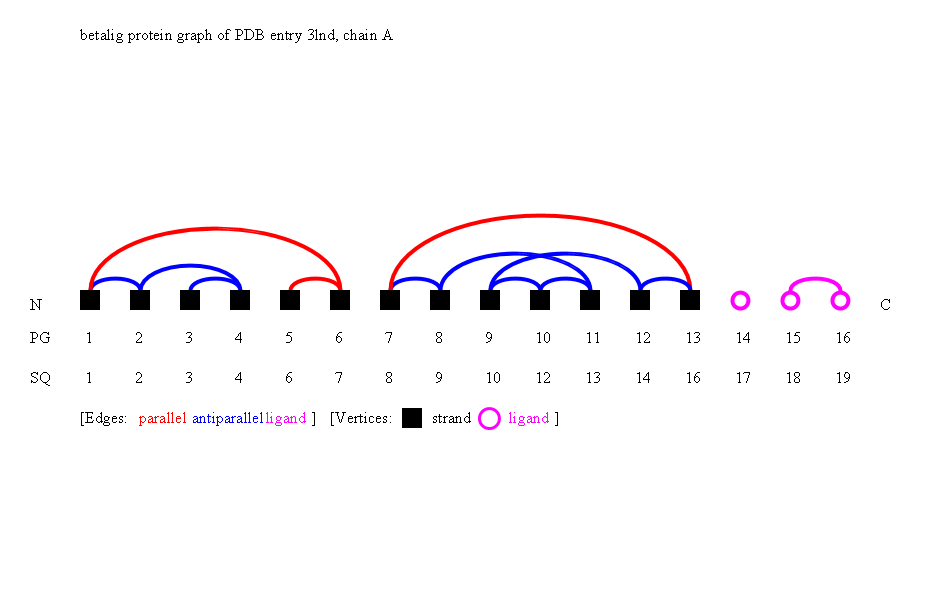 betalig protein graph of PDB entry 3lnd, chain A
N C
PG 1 2 3 4 5 6 7 8 9 10 11 12 13 14 15 16
SQ 1 2 3 4 6 7 8 9 10 12 13 14 16 17 18 19
[Edges: parallel antiparallel ligand ] [Vertices: strand ligand ]